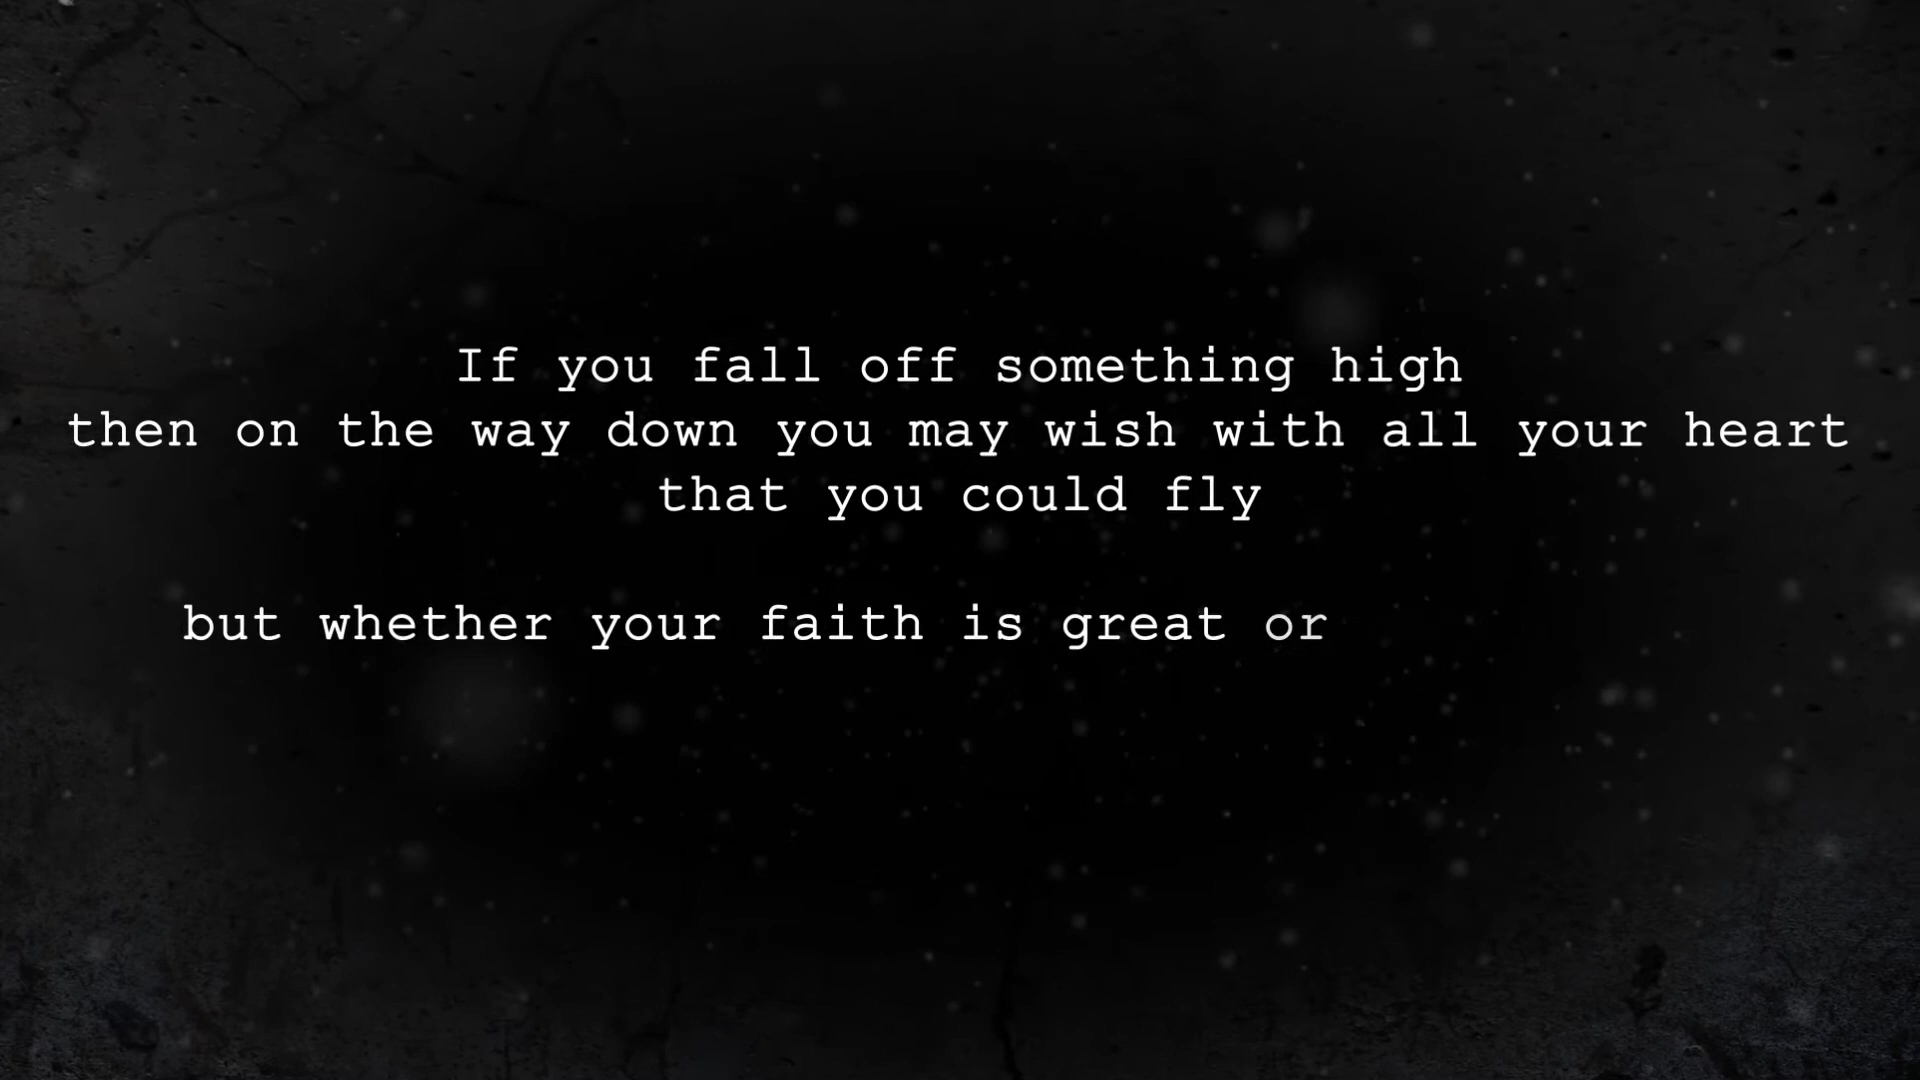 If you fall off something high
then on the way down you may wish with all your heart
that you could fly
but whether your faith is great or